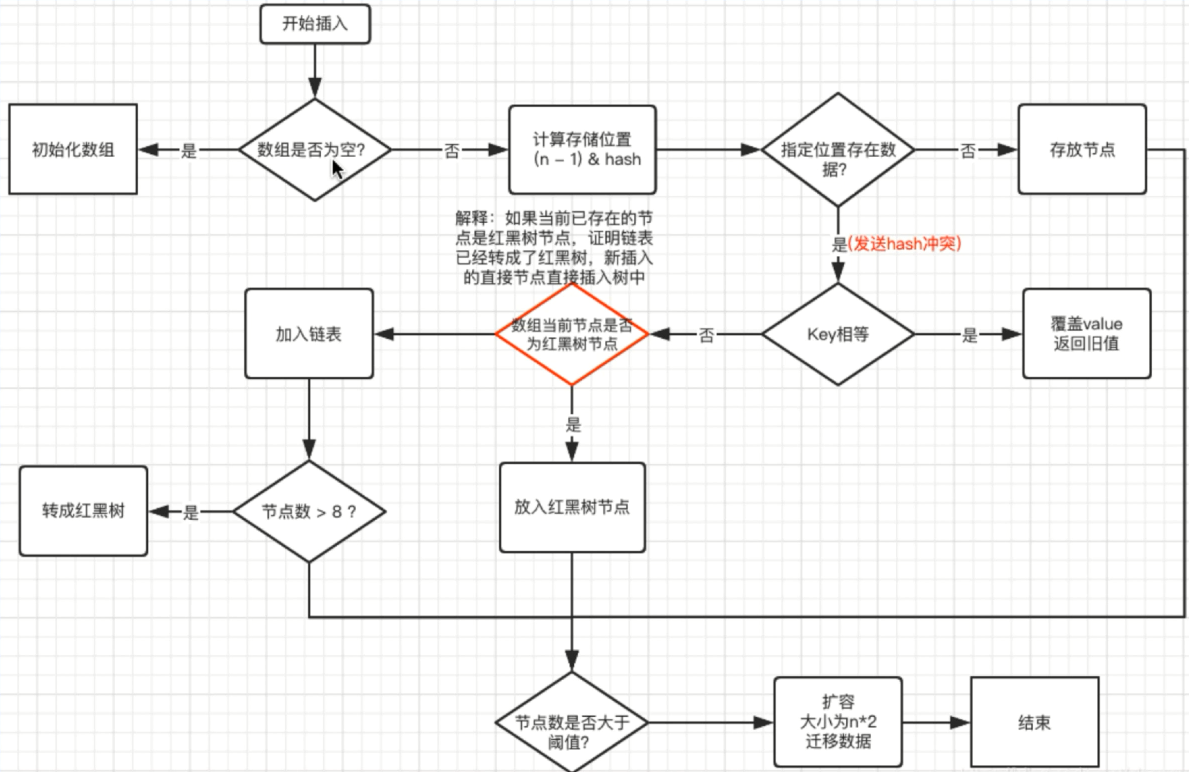 开始插入
初始化数组
是
数组是否为空?
否
计算存储位置
(n - 1) & hash
指定位置存在数
据?
否
存放节点
是(发送hash冲突)
解释：如果当前已存在的节
点是红黑树节点，证明链表
已经转成了红黑树，新插入
的直接节点直接插入树中
加入链表
数组当前节点是否
为红黑树节点
否
Key相等
是
覆盖value
返回旧值
是
转成红黑树
是
节点数 > 8 ?
放入红黑树节点
节点数是否大于
阈值?
扩容
大小为n*2
迁移数据
结束